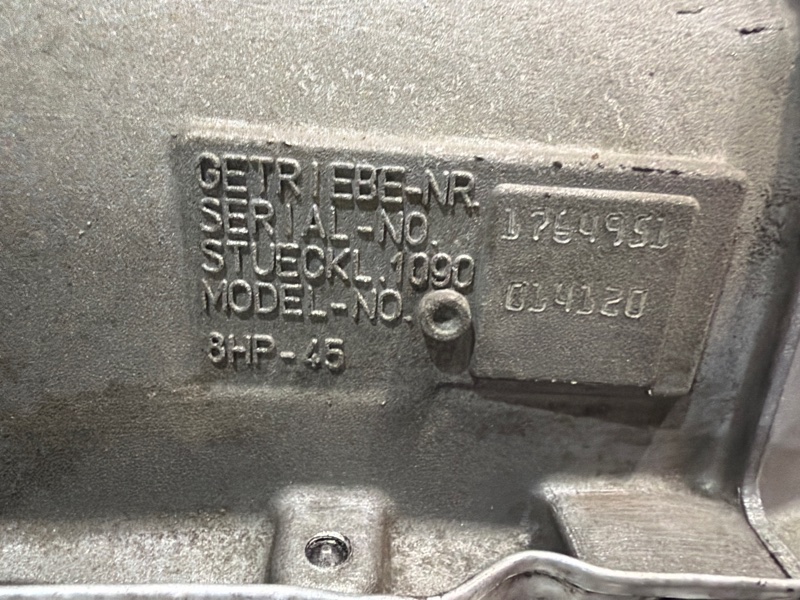 GETRIEBE-NR.
SERIAL-NO. 1764951
STUECKL.1090
MODEL-NO. 014120
8HP-45